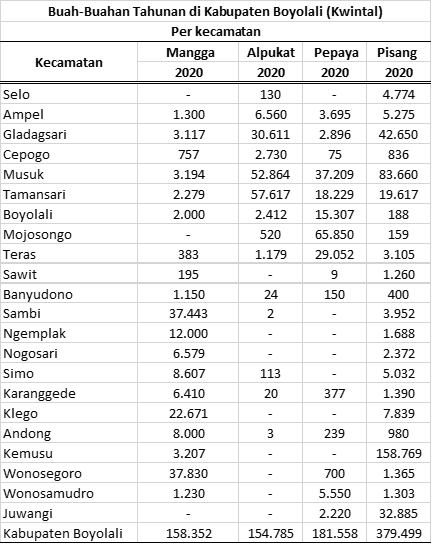 Buah-Buahan Tahunan di Kabupaten Boyolali (Kwintal)
Per kecamatan
Kecamatan Mangga Alpukat Pepaya Pisang
2020 2020 2020 2020
Selo - 130 - 4.774
Ampel 1.300 6.560 3.695 5.275
Gladagsari 3.117 30.611 2.896 42.650
Cepogo 757 2.730 75 836
Musuk 3.194 52.864 37.209 83.660
Tamansari 2.279 57.617 18.229 19.617
Boyolali 2.000 2.412 15.307 188
Mojosongo - 520 65.850 159
Teras 383 1.179 29.052 3.105
Sawit 195 - 9 1.260
Banyudono 1.150 24 150 400
Sambi 37.443 2 - 3.952
Ngemplak 12.000 - - 1.688
Nogosari 6.579 - - 2.372
Simo 8.607 113 - 5.032
Karanggede 6.410 20 377 1.390
Klego 22.671 - - 7.839
Andong 8.000 3 239 980
Kemusu 3.207 - - 158.769
Wonosegoro 37.830 - 700 1.365
Wonosamudro 1.230 - 5.550 1.303
Juwangi - - 2.220 32.885
Kabupaten Boyolali 158.352 154.785 181.558 379.499